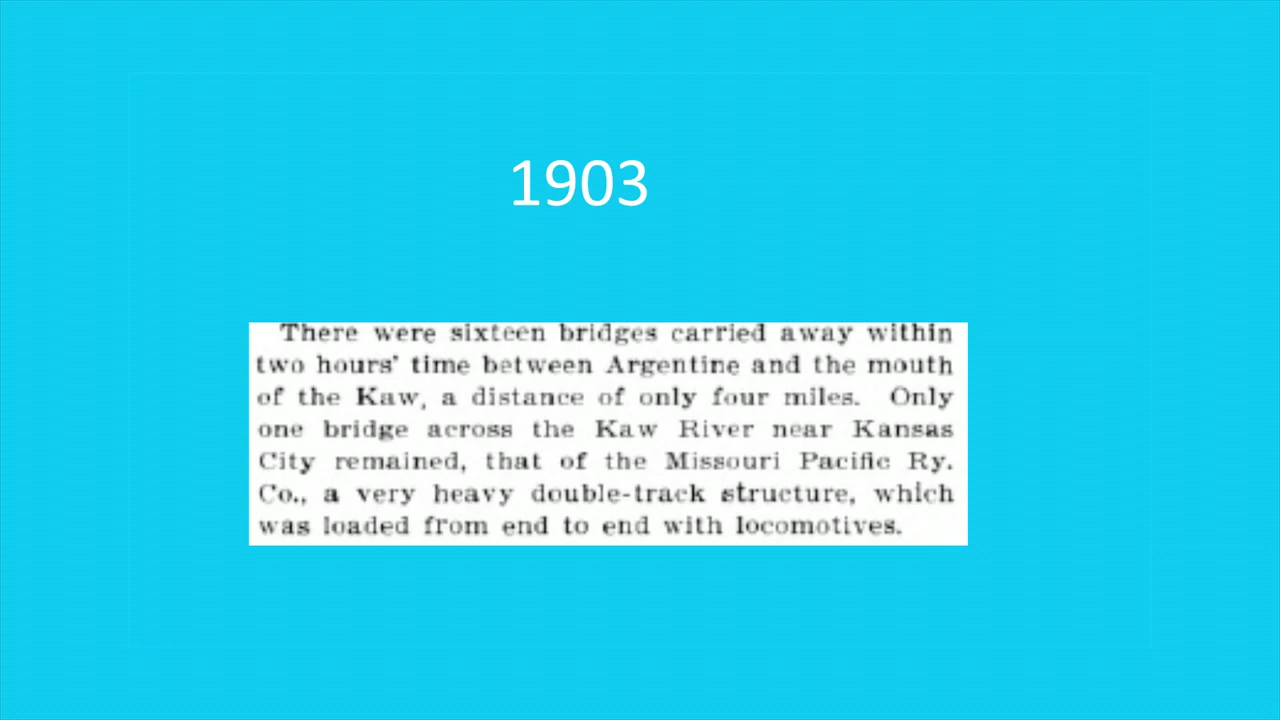 1903
There were sixteen bridges carried away within
two hours' time between Argentine and the mouth
of the Kaw, a distance of only four miles. Only
one bridge across the Kaw River near Kansas
City remained, that of the Missouri Pacific Ry.
Co., a very heavy double-track structure, which
was loaded from end to end with locomotives.